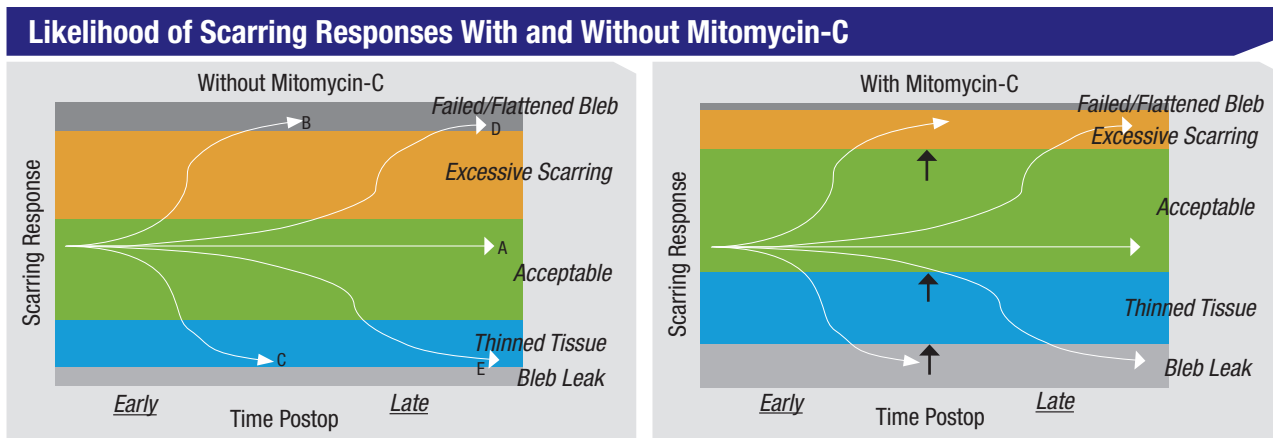 Likelihood of Scarring Responses With and Without Mitomycin-C
Without Mitomycin-C
Failed/Flattened Bleb
B
D
Excessive Scarring
Scarring Response
A
Acceptable
Thinned Tissue
C
E
Bleb Leak
Early
Late
Time Postop
With Mitomycin-C
Failed/Flattened Bleb
Excessive Scarring
Scarring Response
Acceptable
Thinned Tissue
Bleb Leak
Early
Late
Time Postop